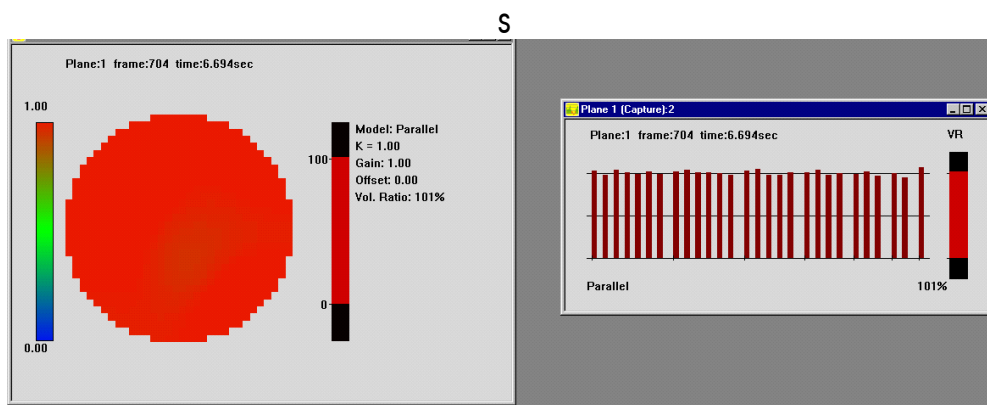 S
Plane:1 frame:704 time:6.694sec
1.00
0.00
100
0
Model: Parallel
K = 1.00
Gain: 1.00
Offset: 0.00
Vol. Ratio: 101%
Plane 1 (Capture):2
Plane:1 frame:704 time:6.694sec
VR
Parallel
101%